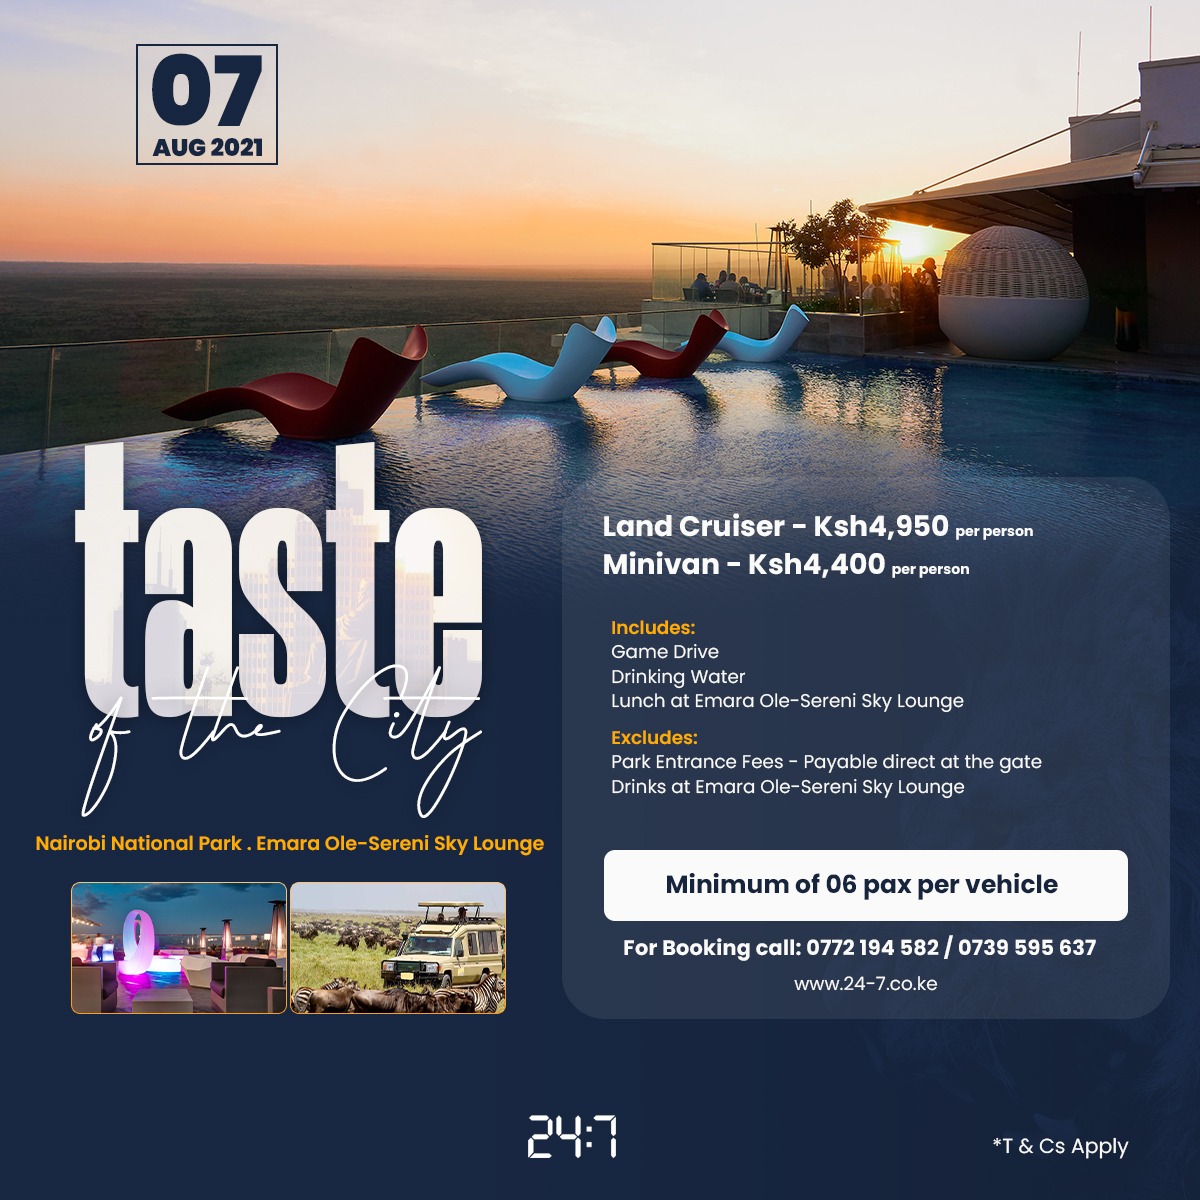 07
AUG 2021
taste
of the City
Nairobi National Park . Emara Ole-Sereni Sky Lounge
Land Cruiser - Ksh4,950 per person
Minivan - Ksh4,400 per person
Includes:
Game Drive
Drinking Water
Lunch at Emara Ole-Sereni Sky Lounge
Excludes:
Park Entrance Fees - Payable direct at the gate
Drinks at Emara Ole-Sereni Sky Lounge
Minimum of 06 pax per vehicle
For Booking call: 0772 194 582 / 0739 595 637
www.24-7.co.ke
24:7
*T & Cs Apply